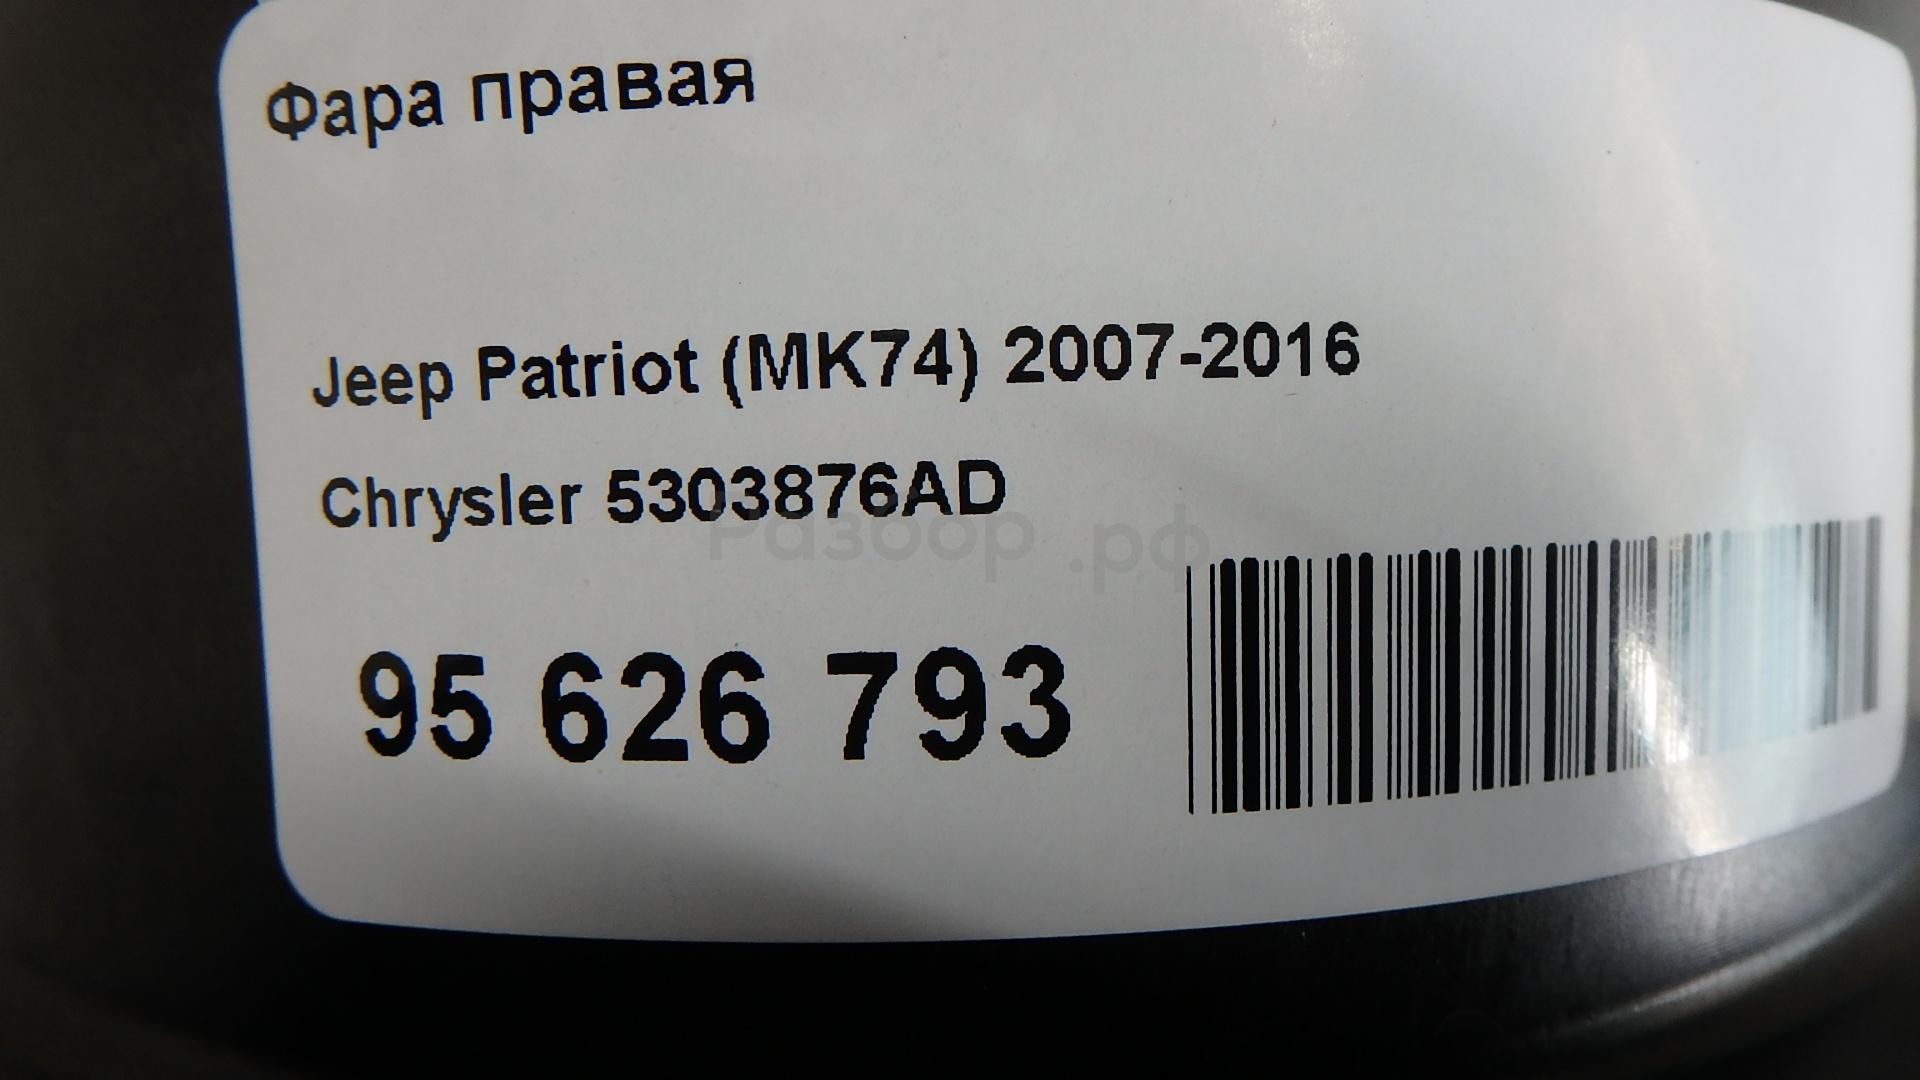 Фара правая
Jeep Patriot (MK74) 2007-2016
Chrysler 5303876AD
Разбор.рф
95 626 793